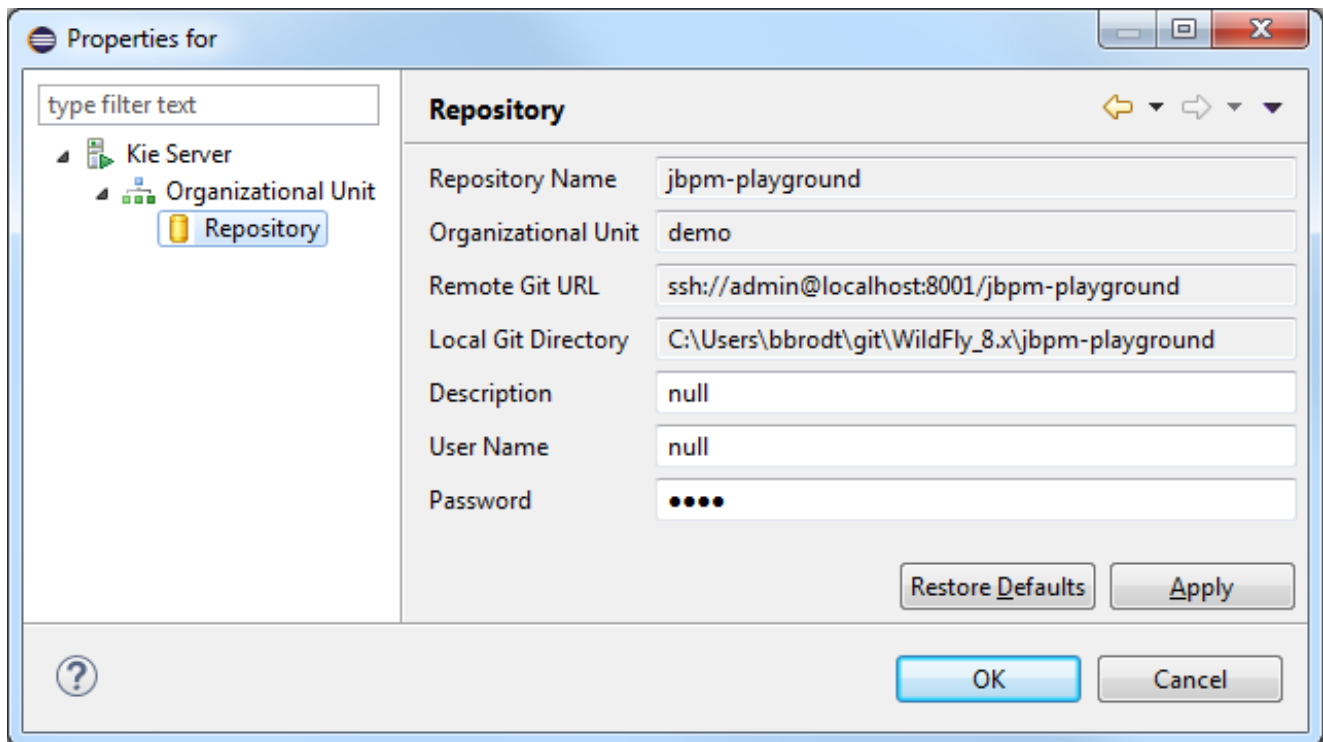 Properties for
type filter text
Kie Server
Organizational Unit
Repository
Repository
Repository Name jbpm-playground
Organizational Unit demo
Remote Git URL ssh://admin@localhost:8001/jbpm-playground
Local Git Directory C:\Users\bbrodt\git\WildFly_8.x\jbpm-playground
Description null
User Name null
Password ●●●●
Restore Defaults Apply
? OK Cancel